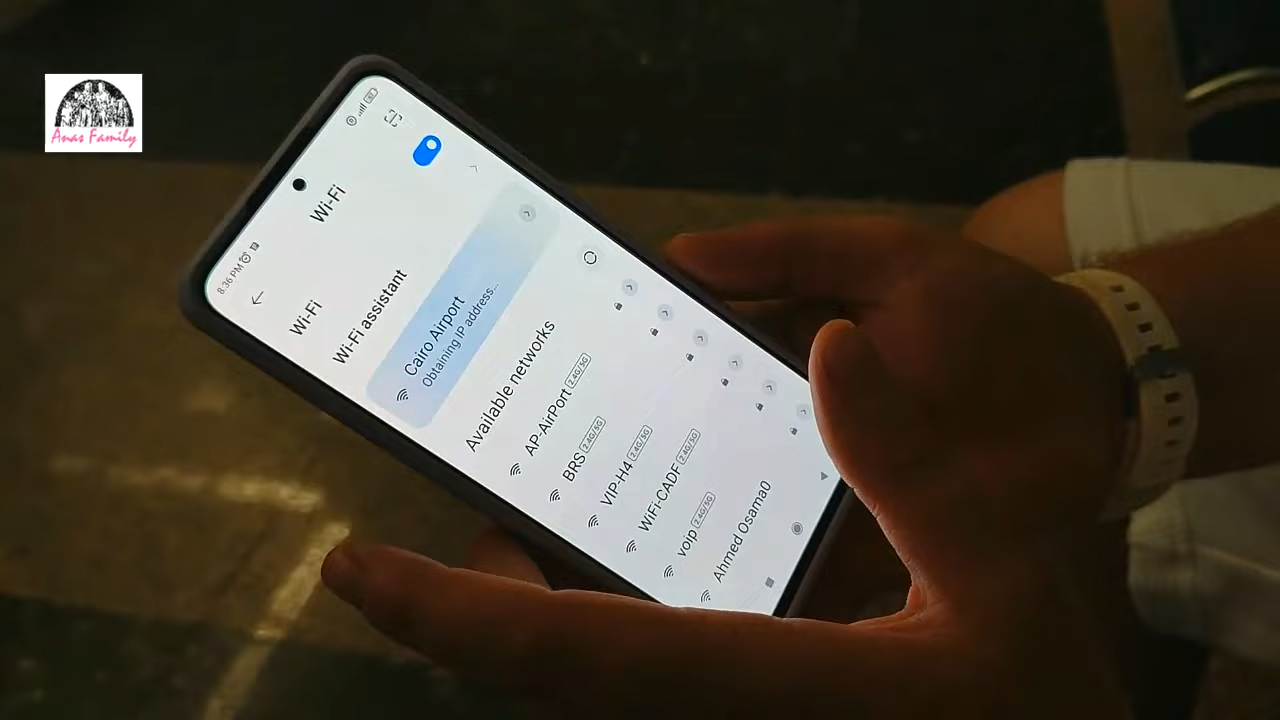 Anas Family
8:36 PM
Wi-Fi
Wi-Fi
Wi-Fi assistant
Cairo Airport
Obtaining IP address...
Available networks
AP-AirPort 2.4G/5G
BRS 2.4G/5G
VIP-H4 2.4G/5G
WiFi-CADF 2.4G/5G
voip 2.4G/5G
Ahmed Osama0